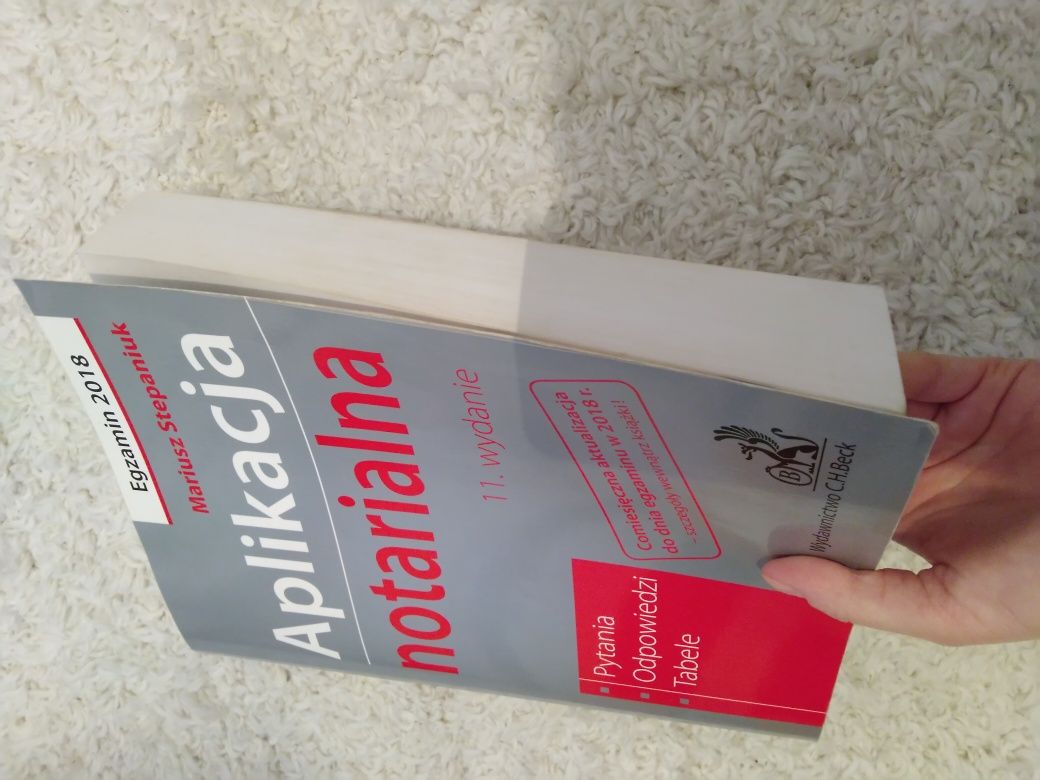 Egzamin 2018
Mariusz Stepaniuk
Aplikacja
notarialna
11. wydanie
Comiesięczna aktualizacja
do dnia egzaminu w 2018 r.
– szczegóły wewnątrz książki!
Pytania
Odpowiedzi
Tabele
Wydawnictwo C.H.Beck